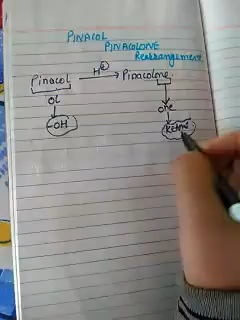 PINACOL
PINACOLONE
Rearrangement
Pinacol H⊕ → Pinacolone
ol one
-OH Ketone